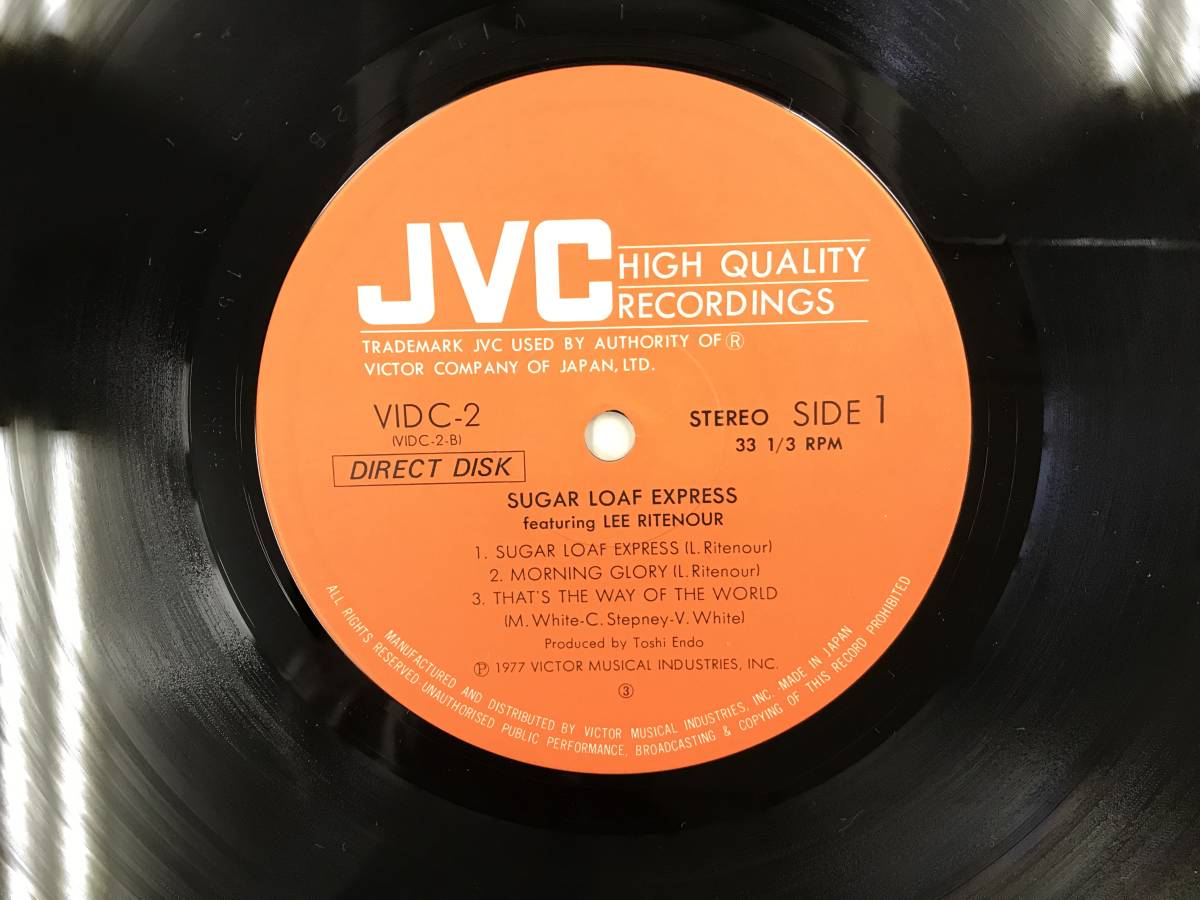 JVC HIGH QUALITY
RECORDINGS
TRADEMARK JVC USED BY AUTHORITY OF Ⓡ
VICTOR COMPANY OF JAPAN, LTD.
VIDC-2
(VIDC-2-B)
DIRECT DISK
STEREO SIDE 1
33 1/3 RPM
SUGAR LOAF EXPRESS
featuring LEE RITENOUR
1. SUGAR LOAF EXPRESS (L. Ritenour)
2. MORNING GLORY (L. Ritenour)
3. THAT'S THE WAY OF THE WORLD
(M. White-C. Stepney-V. White)
Produced by Toshi Endo
Ⓟ 1977 VICTOR MUSICAL INDUSTRIES, INC.
③
MANUFACTURED AND DISTRIBUTED BY VICTOR MUSICAL INDUSTRIES, INC. MADE IN JAPAN
ALL RIGHTS RESERVED·UNAUTHORISED PUBLIC PERFORMANCE, BROADCASTING & COPYING OF THIS RECORD PROHIBITED